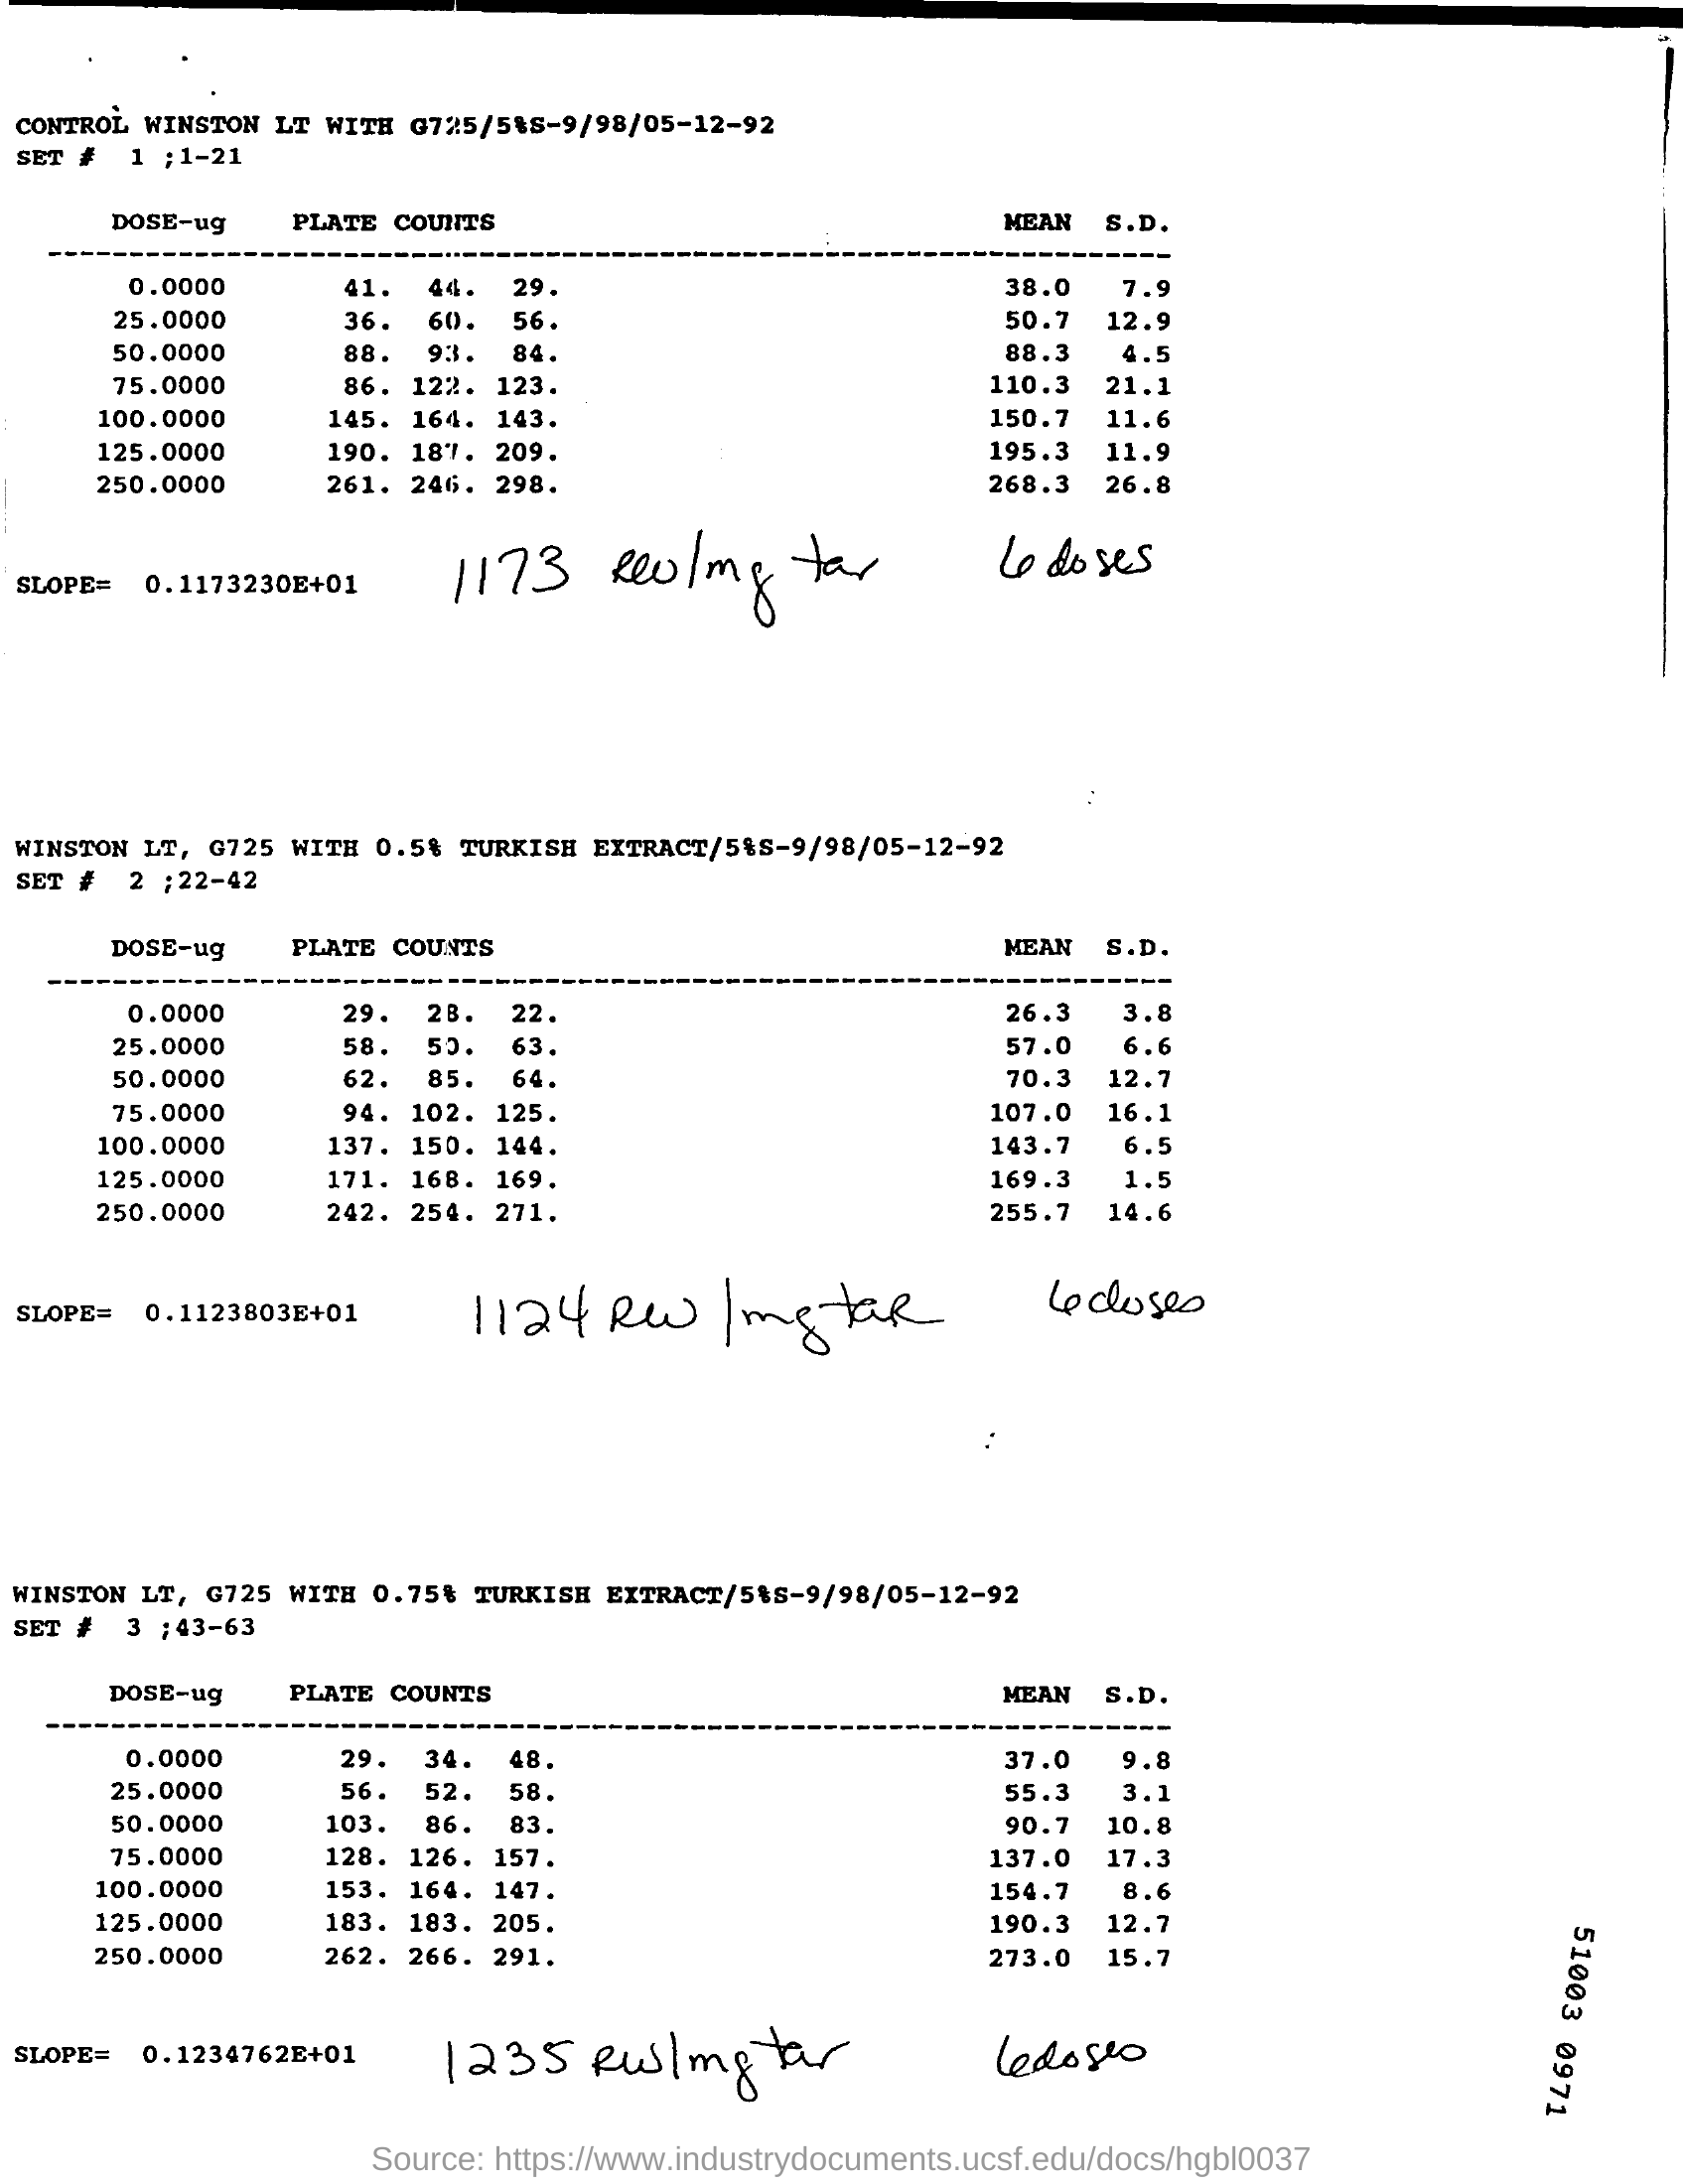 CONTROL WINSTON LT WITH G725/5%S-9/98/05-12-92
SET # 1 ;1-21
DOSE-ug PLATE COUNTS MEAN S.D.
0.0000 41. 44. 29. 38.0 7.9
25.0000 36. 60. 56. 50.7 12.9
50.0000 88. 93. 84. 88.3 4.5
75.0000 86. 122. 123. 110.3 21.1
100.0000 145. 164. 143. 150.7 11.6
125.0000 190. 187. 209. 195.3 11.9
250.0000 261. 246. 298. 268.3 26.8
SLOPE= 0.1173230E+01 1173 Rev/mg tar 6 doses
WINSTON LT, G725 WITH 0.5% TURKISH EXTRACT/5%S-9/98/05-12-92
SET # 2 ;22-42
DOSE-ug PLATE COUNTS MEAN S.D.
0.0000 29. 28. 22. 26.3 3.8
25.0000 58. 50. 63. 57.0 6.6
50.0000 62. 85. 64. 70.3 12.7
75.0000 94. 102. 125. 107.0 16.1
100.0000 137. 150. 144. 143.7 6.5
125.0000 171. 168. 169. 169.3 1.5
250.0000 242. 254. 271. 255.7 14.6
SLOPE= 0.1123803E+01 1124 Rev/mg tar 6 doses
WINSTON LT, G725 WITH 0.75% TURKISH EXTRACT/5%S-9/98/05-12-92
SET # 3 ;43-63
DOSE-ug PLATE COUNTS MEAN S.D.
0.0000 29. 34. 48. 37.0 9.8
25.0000 56. 52. 58. 55.3 3.1
50.0000 103. 86. 83. 90.7 10.8
75.0000 128. 126. 157. 137.0 17.3
100.0000 153. 164. 147. 154.7 8.6
125.0000 183. 183. 205. 190.3 12.7
250.0000 262. 266. 291. 273.0 15.7
SLOPE= 0.1234762E+01 1235 Rev/mg tar 6 doses
51003 0971
Source: https://www.industrydocuments.ucsf.edu/docs/hgbl0037